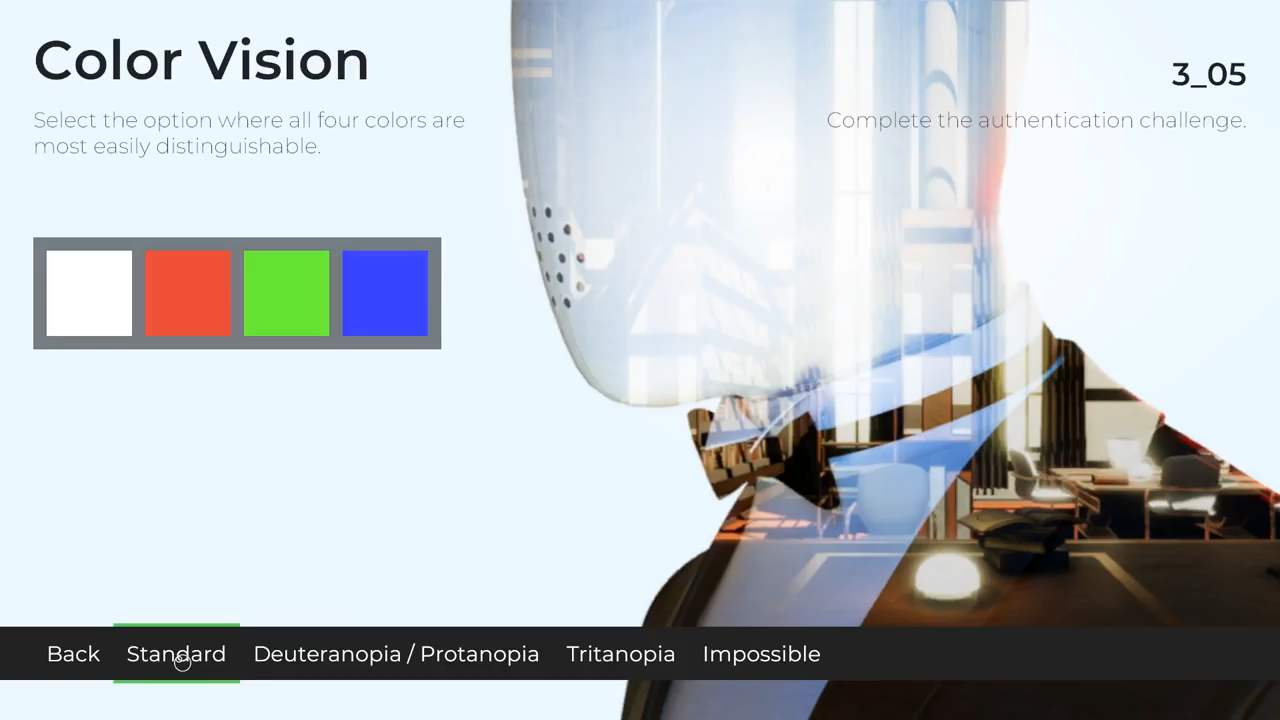 Color Vision
3_05
Select the option where all four colors are
most easily distinguishable.
Complete the authentication challenge.
Back
Standard
Deuteranopia / Protanopia
Tritanopia
Impossible